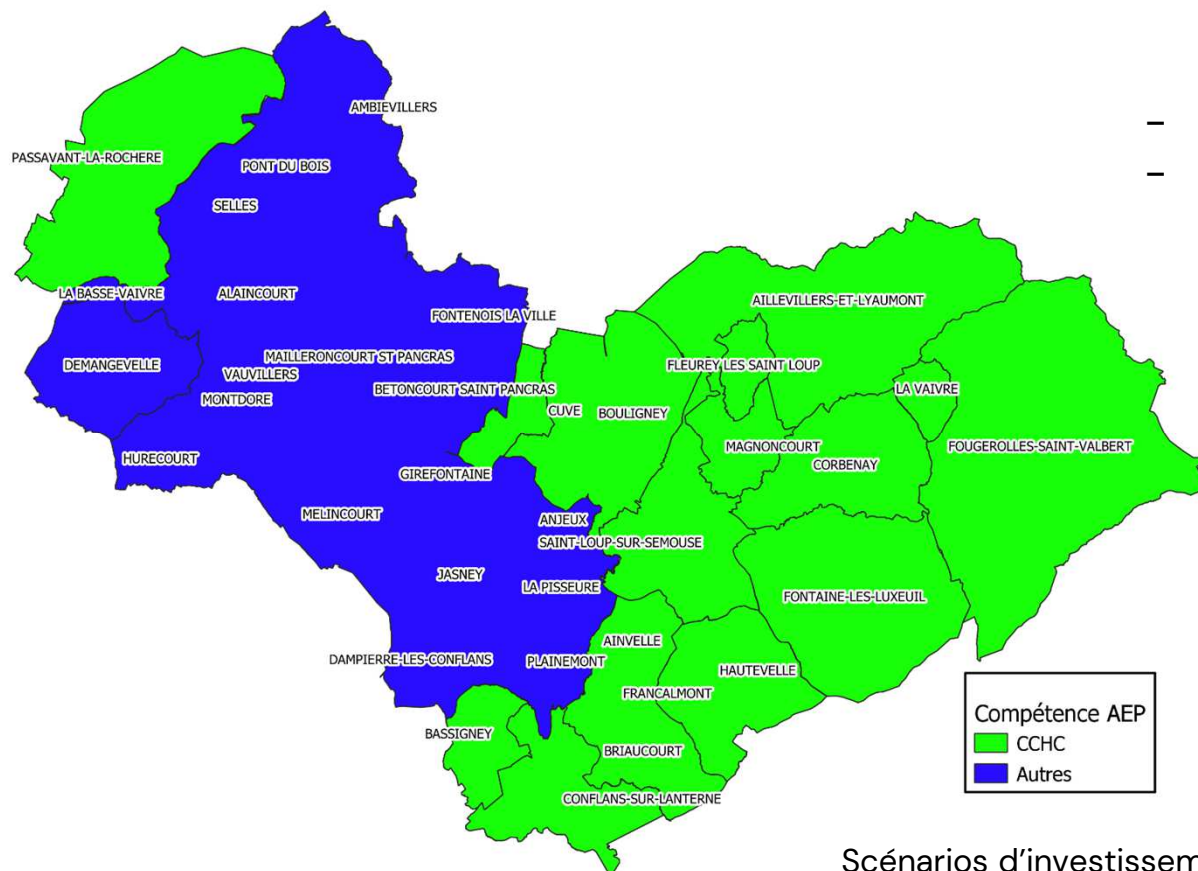 AMBIEVILLERS
–
PASSAVANT-LA-ROCHERE
PONT DU BOIS
–
SELLES
LA BASSE-VAIVRE
ALAINCOURT
AILLEVILLERS-ET-LYAUMONT
FONTENOIS LA VILLE
MAILLERONCOURT ST PANCRAS
DEMANGEVELLE
FLEUREY LES SAINT LOUP
VAUVILLERS
BETONCOURT SAINT PANCRAS
LA VAIVRE
MONTDORE
CUVE
BOULIGNEY
MAGNONCOURT
FOUGEROLLES-SAINT-VALBERT
HURECOURT
CORBENAY
GIREFONTAINE
MELINCOURT
ANJEUX
SAINT-LOUP-SUR-SEMOUSE
JASNEY
LA PISSEURE
FONTAINE-LES-LUXEUIL
AINVELLE
DAMPIERRE-LES-CONFLANS
PLAINEMONT
HAUTEVELLE
FRANCALMONT
BASSIGNEY
BRIAUCOURT
CONFLANS-SUR-LANTERNE
Compétence AEP
CCHC
Autres
Scénarios d’investissem